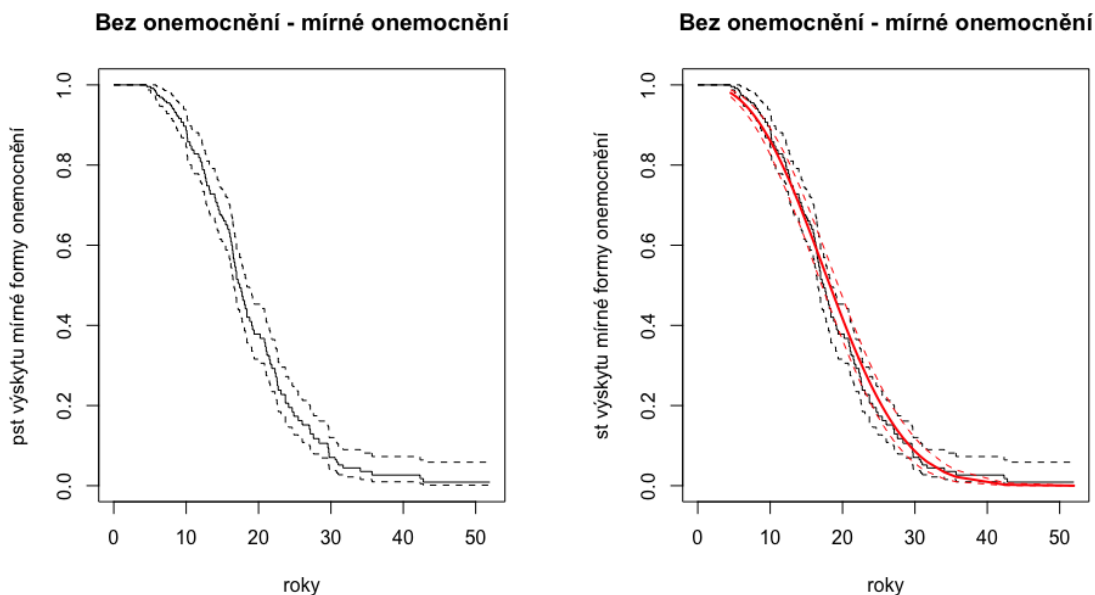 Bez onemocnění - mírné onemocnění
pst výskytu mírné formy onemocnění
1.0
0.8
0.6
0.4
0.2
0.0
0 10 20 30 40 50
roky
Bez onemocnění - mírné onemocnění
st výskytu mírné formy onemocnění
1.0
0.8
0.6
0.4
0.2
0.0
0 10 20 30 40 50
roky